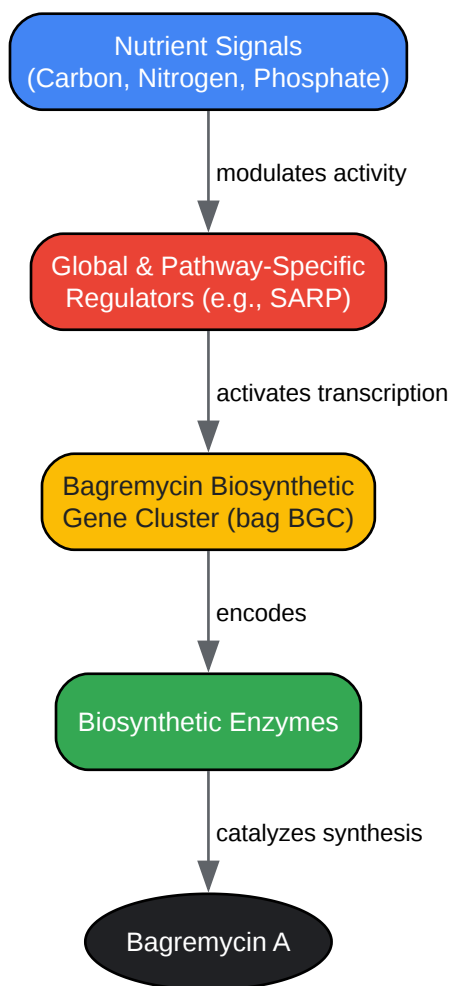 Nutrient Signals
(Carbon, Nitrogen, Phosphate)
modulates activity
Global & Pathway-Specific
Regulators (e.g., SARP)
activates transcription
Bagremycin Biosynthetic
Gene Cluster (bag BGC)
encodes
Biosynthetic Enzymes
catalyzes synthesis
Bagremycin A